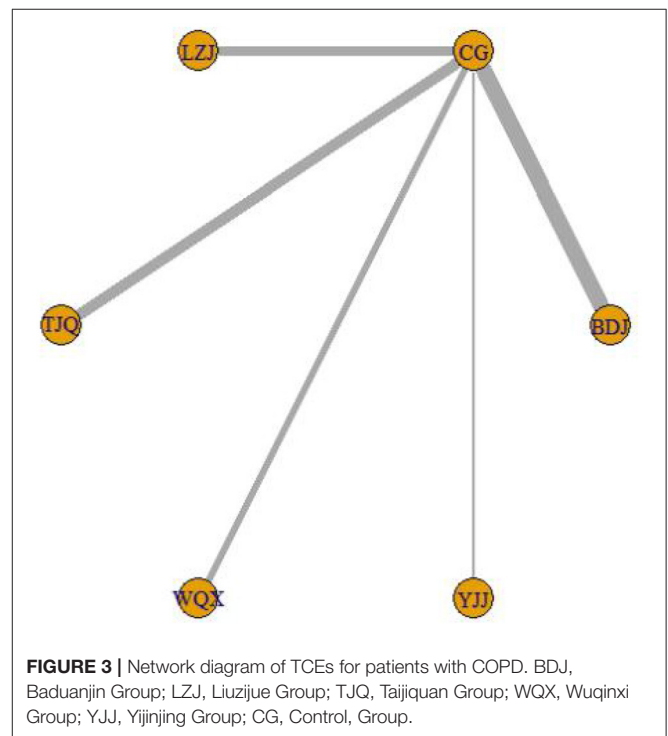 LZJ CG
TJQ BDJ
WQX YJJ
FIGURE 3 | Network diagram of TCEs for patients with COPD. BDJ,
Baduanjin Group; LZJ, Liuzijue Group; TJQ, Taijiquan Group; WQX, Wuqinxi
Group; YJJ, Yijinjing Group; CG, Control, Group.